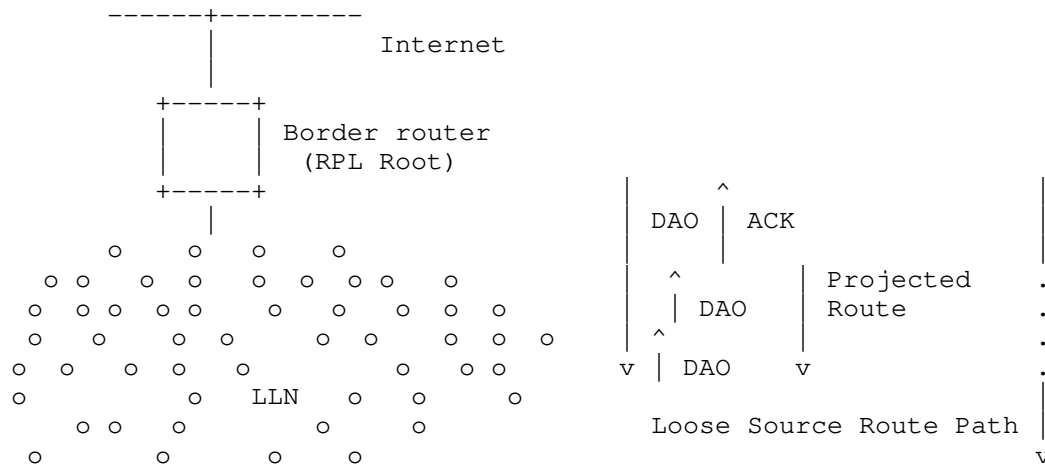 Internet
Border router
(RPL Root)
DAO ACK
Projected
DAO Route
DAO
LLN
Loose Source Route Path